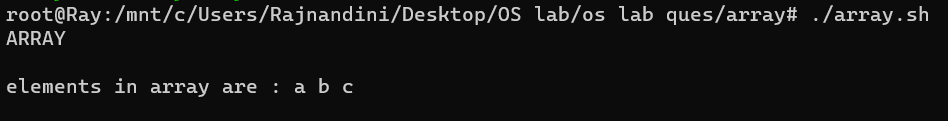 root@Ray:/mnt/c/Users/Rajnandini/Desktop/OS lab/os lab ques/array# ./array.sh
ARRAY
elements in array are : a b c